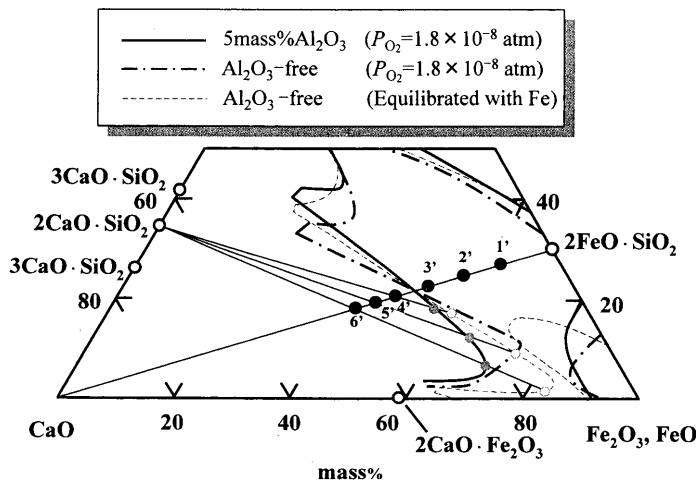 5mass%Al₂O₃ (P_O₂=1.8×10⁻⁸ atm)
Al₂O₃-free (P_O₂=1.8×10⁻⁸ atm)
Al₂O₃-free (Equilibrated with Fe)
3CaO·SiO₂
60
40
2CaO·SiO₂
2FeO·SiO₂
1'
2'
3'
3CaO·SiO₂
80
20
4'
5'
6'
20
40
60
80
CaO
2CaO·Fe₂O₃
Fe₂O₃, FeO
mass%